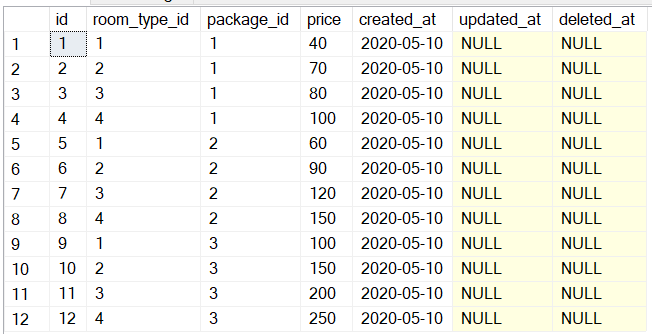 id room_type_id package_id price created_at updated_at deleted_at
1 1 1 1 40 2020-05-10 NULL NULL
2 2 2 1 70 2020-05-10 NULL NULL
3 3 3 1 80 2020-05-10 NULL NULL
4 4 4 1 100 2020-05-10 NULL NULL
5 5 1 2 60 2020-05-10 NULL NULL
6 6 2 2 90 2020-05-10 NULL NULL
7 7 3 2 120 2020-05-10 NULL NULL
8 8 4 2 150 2020-05-10 NULL NULL
9 9 1 3 100 2020-05-10 NULL NULL
10 10 2 3 150 2020-05-10 NULL NULL
11 11 3 3 200 2020-05-10 NULL NULL
12 12 4 3 250 2020-05-10 NULL NULL